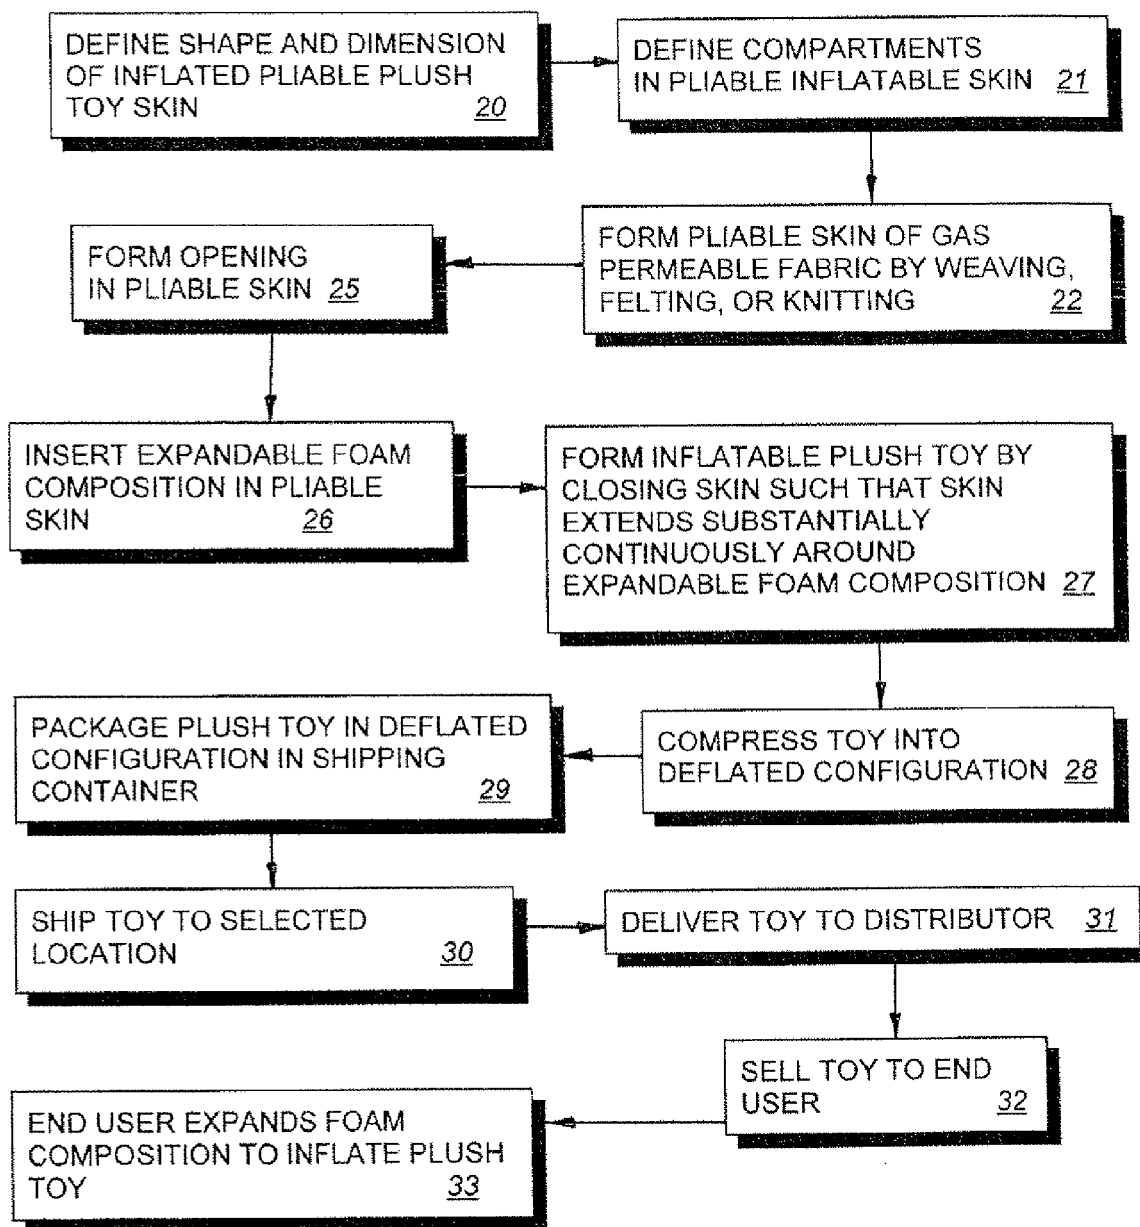 DEFINE SHAPE AND DIMENSION
OF INFLATED PLIABLE PLUSH
TOY SKIN 20
DEFINE COMPARTMENTS
IN PLIABLE INFLATABLE SKIN 21
FORM PLIABLE SKIN OF GAS
PERMEABLE FABRIC BY WEAVING,
FELTING, OR KNITTING 22
FORM OPENING
IN PLIABLE SKIN 25
INSERT EXPANDABLE FOAM
COMPOSITION IN PLIABLE
SKIN 26
FORM INFLATABLE PLUSH TOY BY
CLOSING SKIN SUCH THAT SKIN
EXTENDS SUBSTANTIALLY
CONTINUOUSLY AROUND
EXPANDABLE FOAM COMPOSITION 27
COMPRESS TOY INTO
DEFLATED CONFIGURATION 28
PACKAGE PLUSH TOY IN DEFLATED
CONFIGURATION IN SHIPPING
CONTAINER 29
SHIP TOY TO SELECTED
LOCATION 30
DELIVER TOY TO DISTRIBUTOR 31
SELL TOY TO END
USER 32
END USER EXPANDS FOAM
COMPOSITION TO INFLATE PLUSH
TOY 33